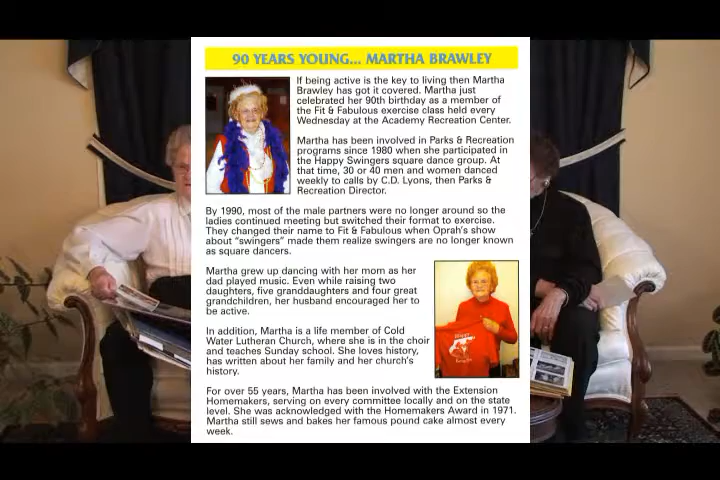 90 YEARS YOUNG... MARTHA BRAWLEY
If being active is the key to living then Martha
Brawley has got it covered. Martha just
celebrated her 90th birthday as a member of
the Fit & Fabulous exercise class held every
Wednesday at the Academy Recreation Center.
Martha has been involved in Parks & Recreation
programs since 1980 when she participated in
the Happy Swingers square dance group. At
that time, 30 or 40 men and women danced
weekly to calls by C.D. Lyons, then Parks &
Recreation Director.
By 1990, most of the male partners were no longer around so the
ladies continued meeting but switched their format to exercise.
They changed their name to Fit & Fabulous when Oprah's show
about "swingers" made them realize swingers are no longer known
as square dancers.
Martha grew up dancing with her mom as her
dad played music. Even while raising two
daughters, five granddaughters and four great
grandchildren, her husband encouraged her to
be active.
In addition, Martha is a life member of Cold
Water Lutheran Church, where she is in the choir
and teaches Sunday school. She loves history,
has written about her family and her church's
history.
For over 55 years, Martha has been involved with the Extension
Homemakers, serving on every committee locally and on the state
level. She was acknowledged with the Homemakers Award in 1971.
Martha still sews and bakes her famous pound cake almost every
week.